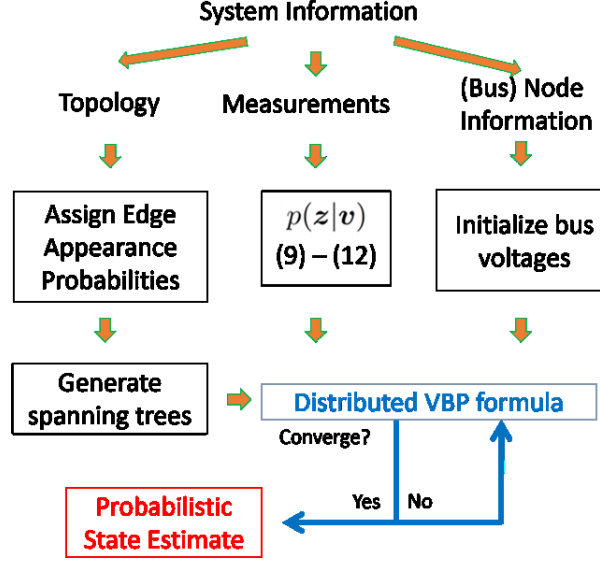 System Information
Topology
Measurements
(Bus) Node
Information
Assign Edge
Appearance
Probabilities
p(z|v)
(9) – (12)
Initialize bus
voltages
Generate
spanning trees
Distributed VBP formula
Converge?
Yes
No
Probabilistic
State Estimate